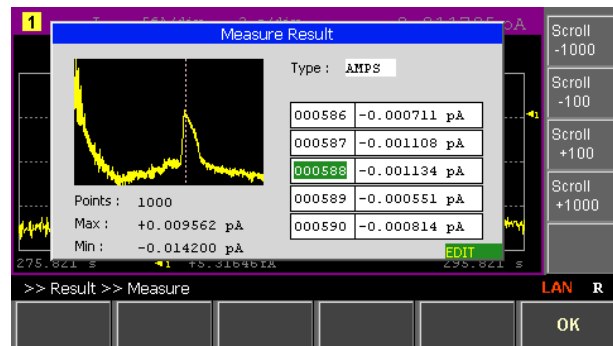 1
Measure Result
Scroll
-1000
Scroll
-100
Scroll
+100
Scroll
+1000
Type : AMPS
000586 -0.000711 pA
000587 -0.001108 pA
000588 -0.001134 pA
000589 -0.000551 pA
000590 -0.000814 pA
Points : 1000
Max : +0.009562 pA
Min : -0.014200 pA
EDIT
275.821 s
295.821 s
>> Result >> Measure
LAN R
OK